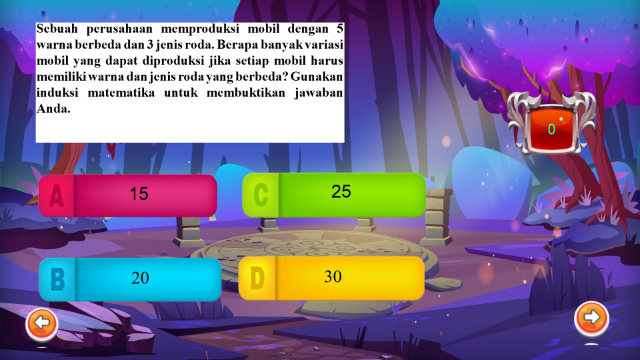 Sebuah perusahaan memproduksi mobil dengan 5
warna berbeda dan 3 jenis roda. Berapa banyak variasi
mobil yang dapat diproduksi jika setiap mobil harus
memiliki warna dan jenis roda yang berbeda? Gunakan
induksi matematika untuk membuktikan jawaban
Anda.
0
A 15
C 25
B 20
D 30